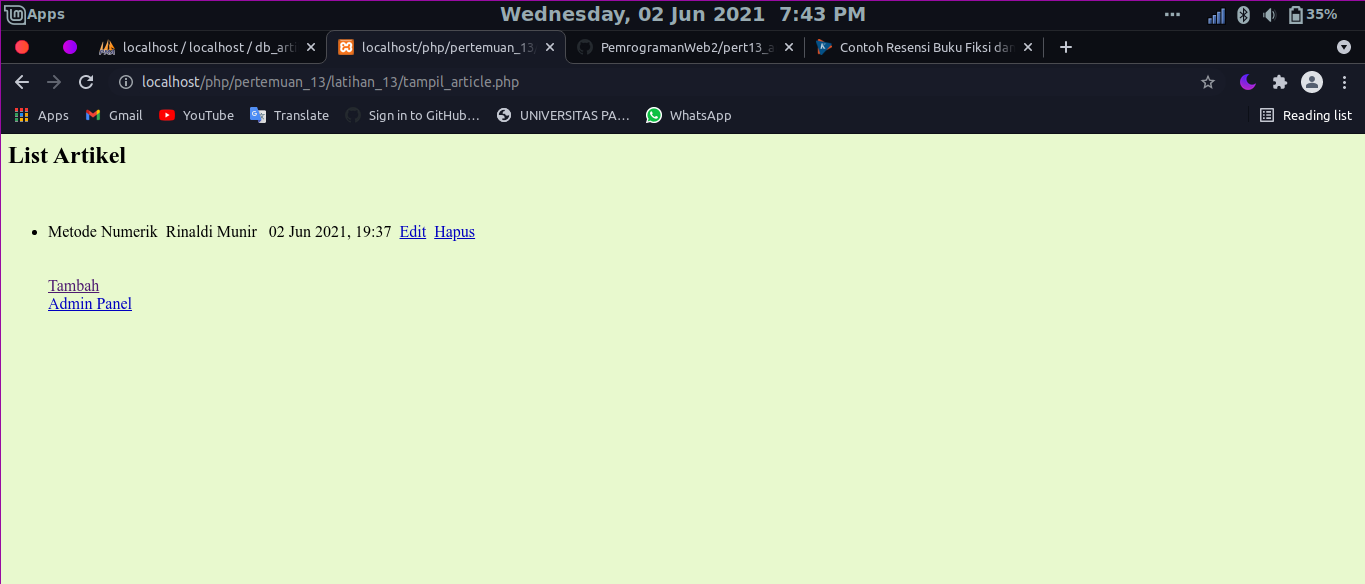 Apps Wednesday, 02 Jun 2021 7:43 PM ··· 35%
localhost / localhost / db_arti localhost/php/pertemuan_13/ PemrogramanWeb2/pert13_a Contoh Resensi Buku Fiksi dan
localhost/php/pertemuan_13/latihan_13/tampil_article.php
Apps Gmail YouTube Translate Sign in to GitHub... UNIVERSITAS PA... WhatsApp Reading list
List Artikel
Metode Numerik Rinaldi Munir 02 Jun 2021, 19:37 Edit Hapus
Tambah
Admin Panel